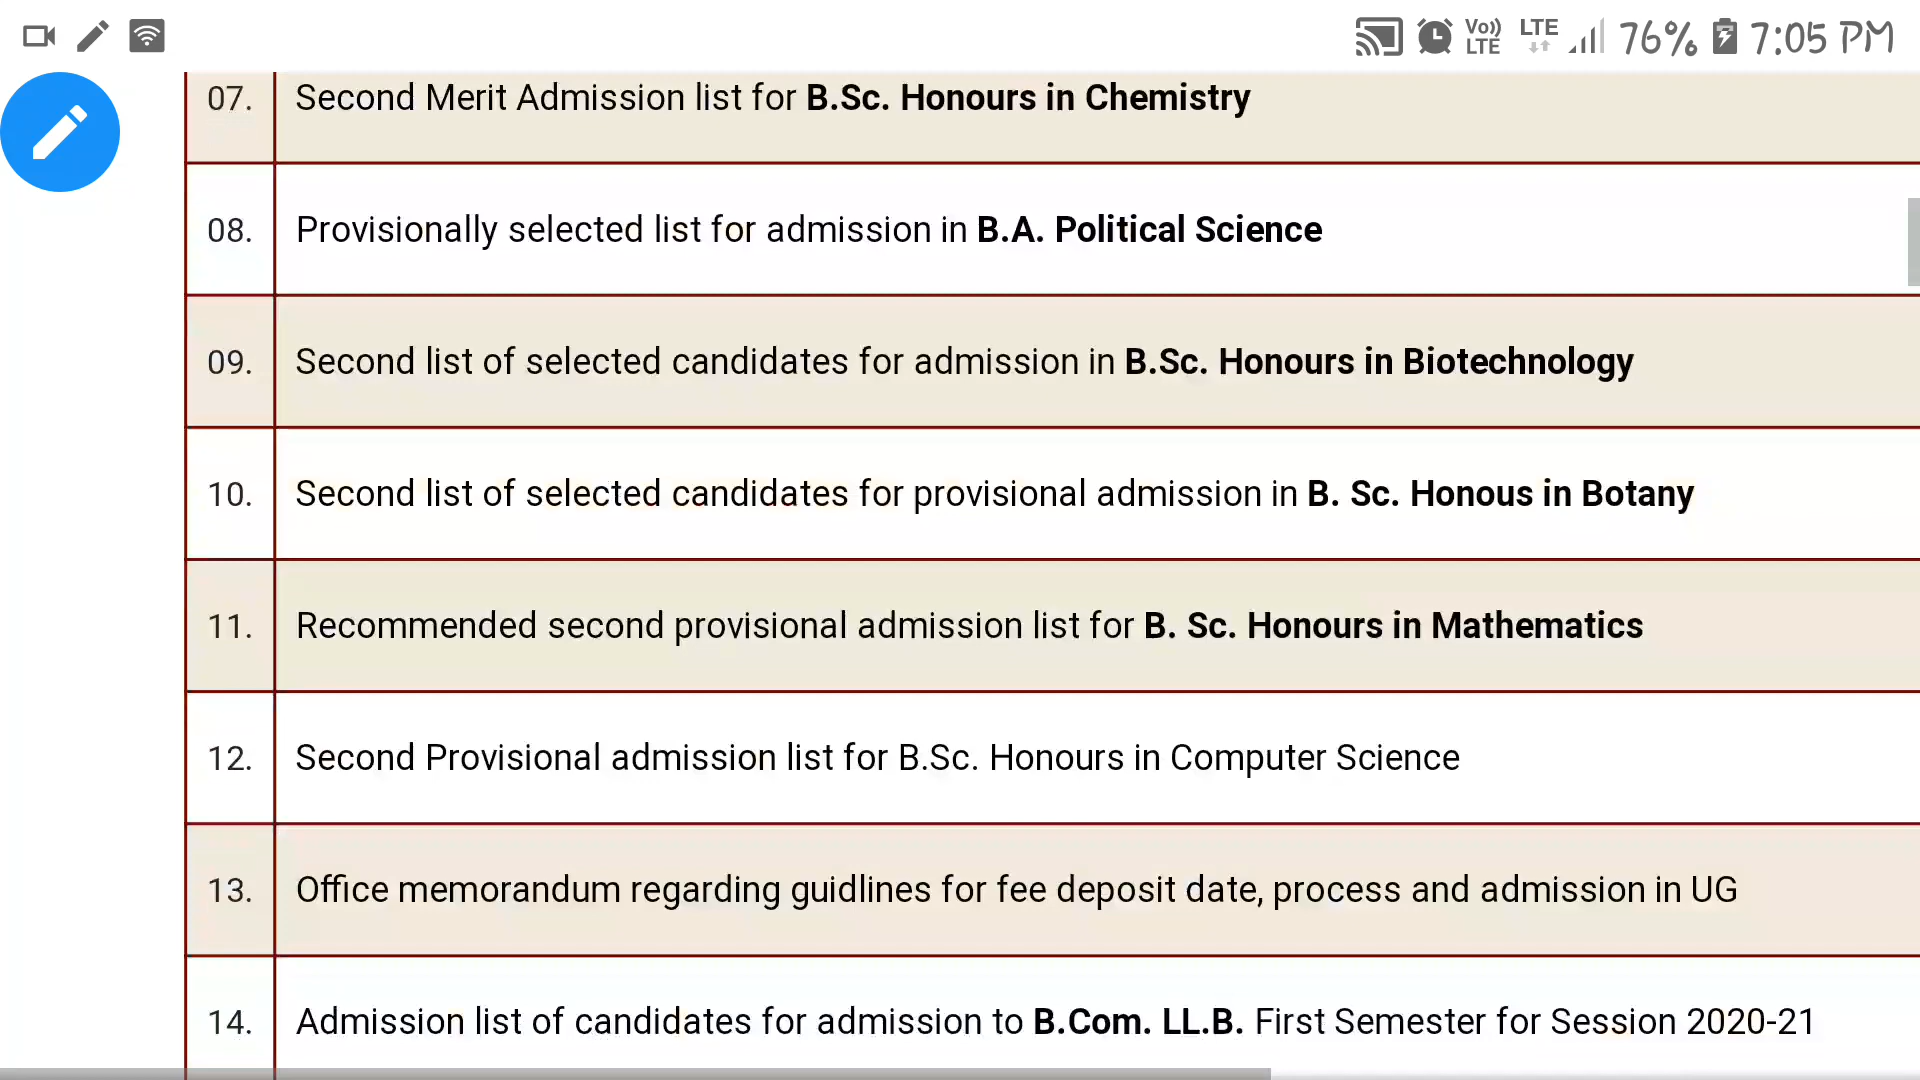 Vo)) LTE LTE 76% 7:05 PM
07. Second Merit Admission list for B.Sc. Honours in Chemistry
08. Provisionally selected list for admission in B.A. Political Science
09. Second list of selected candidates for admission in B.Sc. Honours in Biotechnology
10. Second list of selected candidates for provisional admission in B. Sc. Honous in Botany
11. Recommended second provisional admission list for B. Sc. Honours in Mathematics
12. Second Provisional admission list for B.Sc. Honours in Computer Science
13. Office memorandum regarding guidlines for fee deposit date, process and admission in UG
14. Admission list of candidates for admission to B.Com. LL.B. First Semester for Session 2020-21